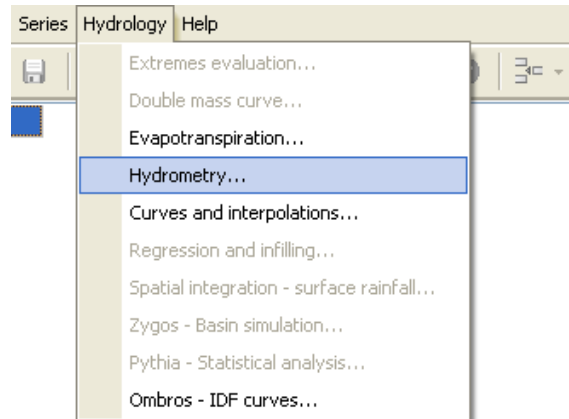 Series Hydrology Help
Extremes evaluation...
Double mass curve...
Evapotranspiration...
Hydrometry...
Curves and interpolations...
Regression and infilling...
Spatial integration - surface rainfall...
Zygos - Basin simulation...
Pythia - Statistical analysis...
Ombros - IDF curves...